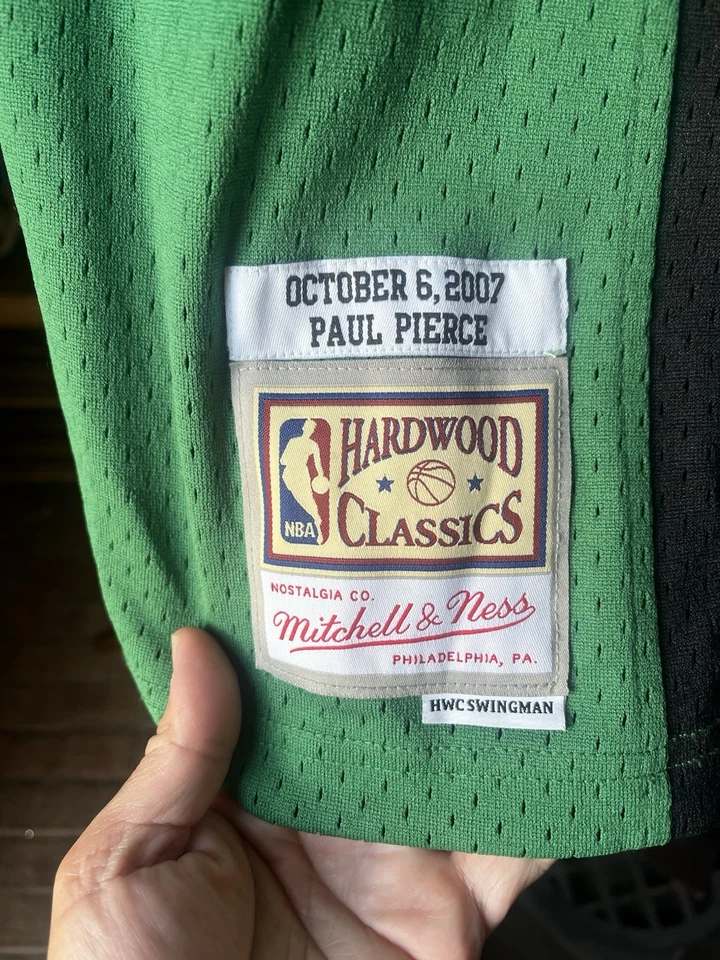 OCTOBER 6, 2007
PAUL PIERCE
HARDWOOD
CLASSICS
NBA
NOSTALGIA CO.
Mitchell & Ness
PHILADELPHIA, PA.
HWC SWINGMAN